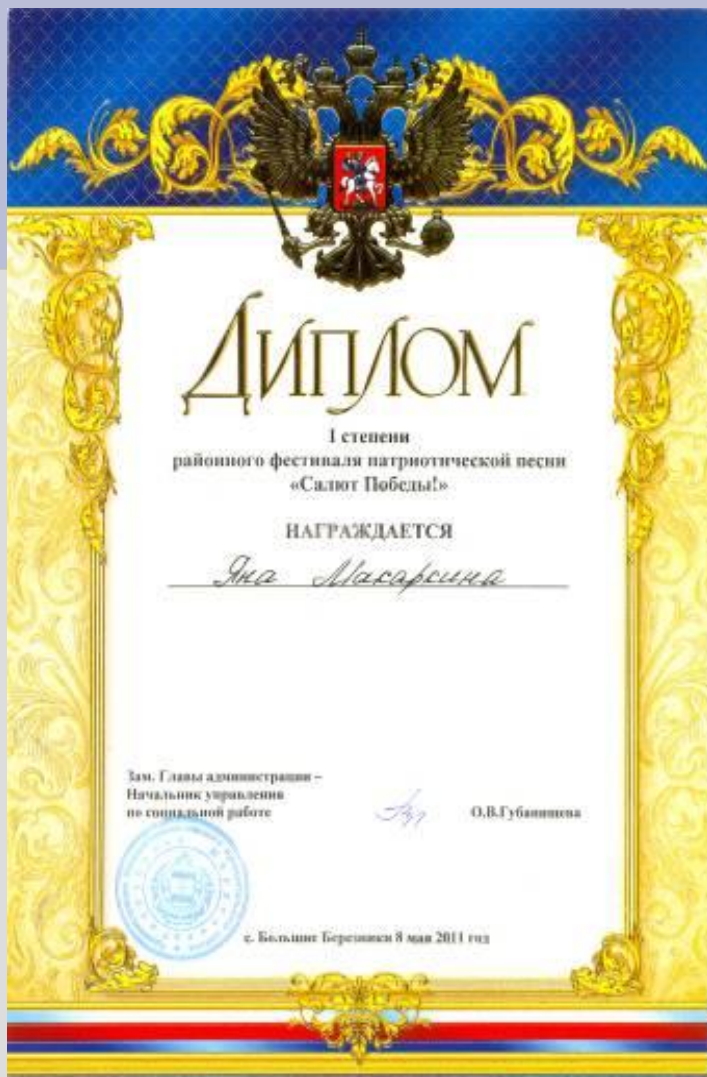 ДИПЛОМ
I степени
районного фестиваля патриотической песни
«Салют Победы!»
НАГРАЖДАЕТСЯ
Яна Макаркина
Зам. Главы администрации –
Начальник управления
по социальной работе
О.В.Губанищева
с. Большие Березники 8 мая 2011 год